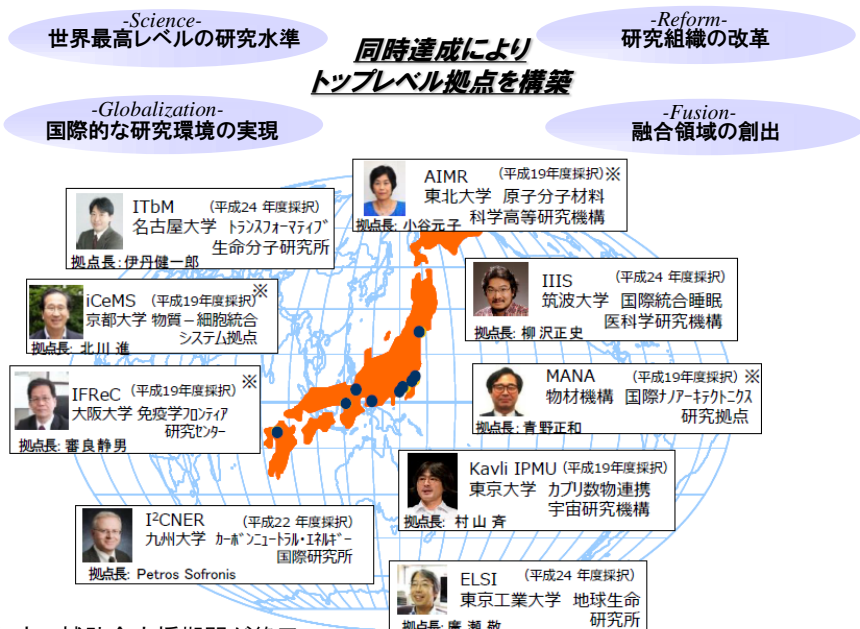 -Science-
世界最高レベルの研究水準
-Reform-
研究組織の改革
同時達成により
トップレベル拠点を構築
-Globalization-
国際的な研究環境の実現
-Fusion-
融合領域の創出
AIMR (平成19年度採択)※
東北大学 原子分子材料
科学高等研究機構
拠点長: 小谷元子
ITbM (平成24 年度採択)
名古屋大学 ﾄﾗﾝｽﾌｫｰﾏﾃｨﾌﾞ
生命分子研究所
拠点長: 伊丹健一郎
IIIS (平成24 年度採択)
筑波大学 国際統合睡眠
医科学研究機構
拠点長: 柳沢正史
iCeMS (平成19年度採択)※
京都大学 物質－細胞統合
システム拠点
拠点長: 北川 進
IFReC (平成19年度採択) ※
大阪大学 免疫学ﾌﾛﾝﾃｨｱ
研究ｾﾝﾀｰ
拠点長: 審良静男
MANA (平成19年度採択) ※
物材機構 国際ﾅﾉｱｰｷﾃｸﾄﾆｸｽ
研究拠点
拠点長: 青野正和
Kavli IPMU (平成19年度採択)
東京大学 カブリ数物連携
宇宙研究機構
拠点長: 村山 斉
I²CNER (平成22 年度採択)
九州大学 ｶｰﾎﾞﾝﾆｭｰﾄﾗﾙ・ｴﾈﾙｷﾞｰ
国際研究所
拠点長: Petros Sofronis
ELSI (平成24 年度採択)
東京工業大学 地球生命
研究所
拠点長: 廣瀬 敬